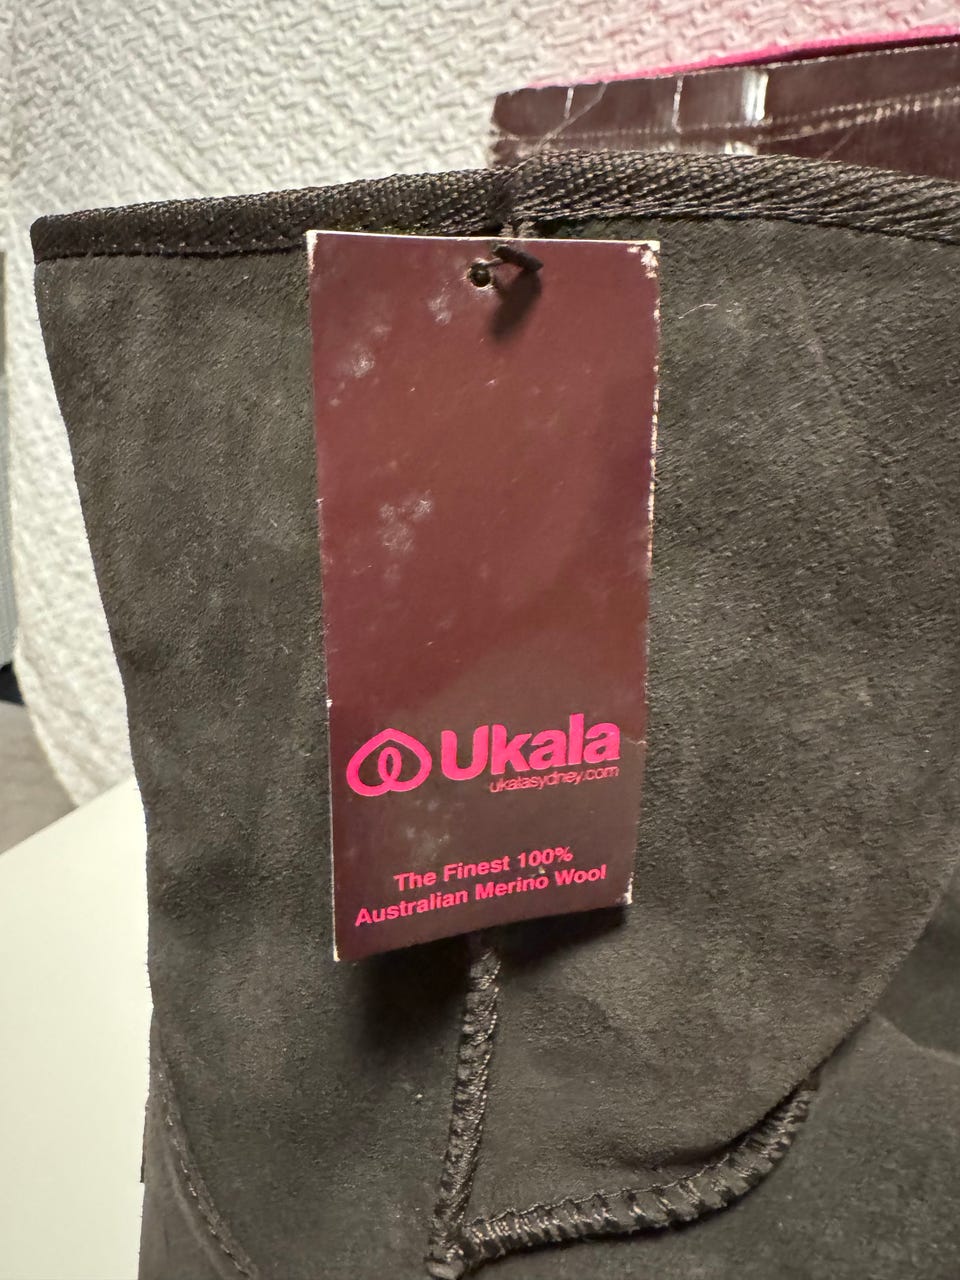 Ukala
ukalasydney.com
The Finest 100%
Australian Merino Wool